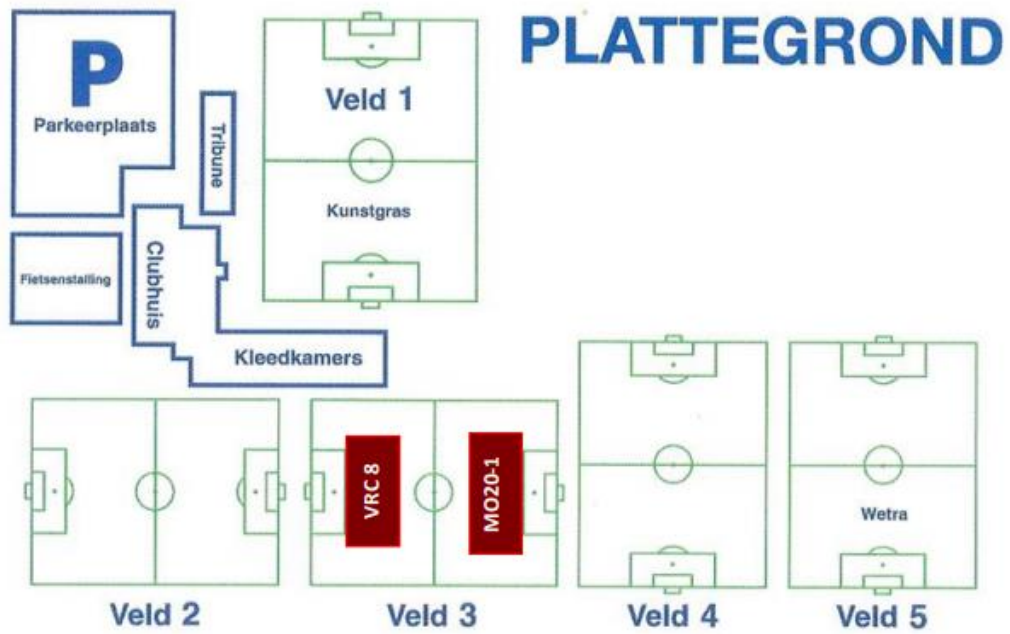 PLATTEGROND
P
Parkeerplaats
Tribune
Veld 1
Kunstgras
Fietsenstalling
Clubhuis
Kleedkamers
VRC 8
MO20-1
Wetra
Veld 2
Veld 3
Veld 4
Veld 5